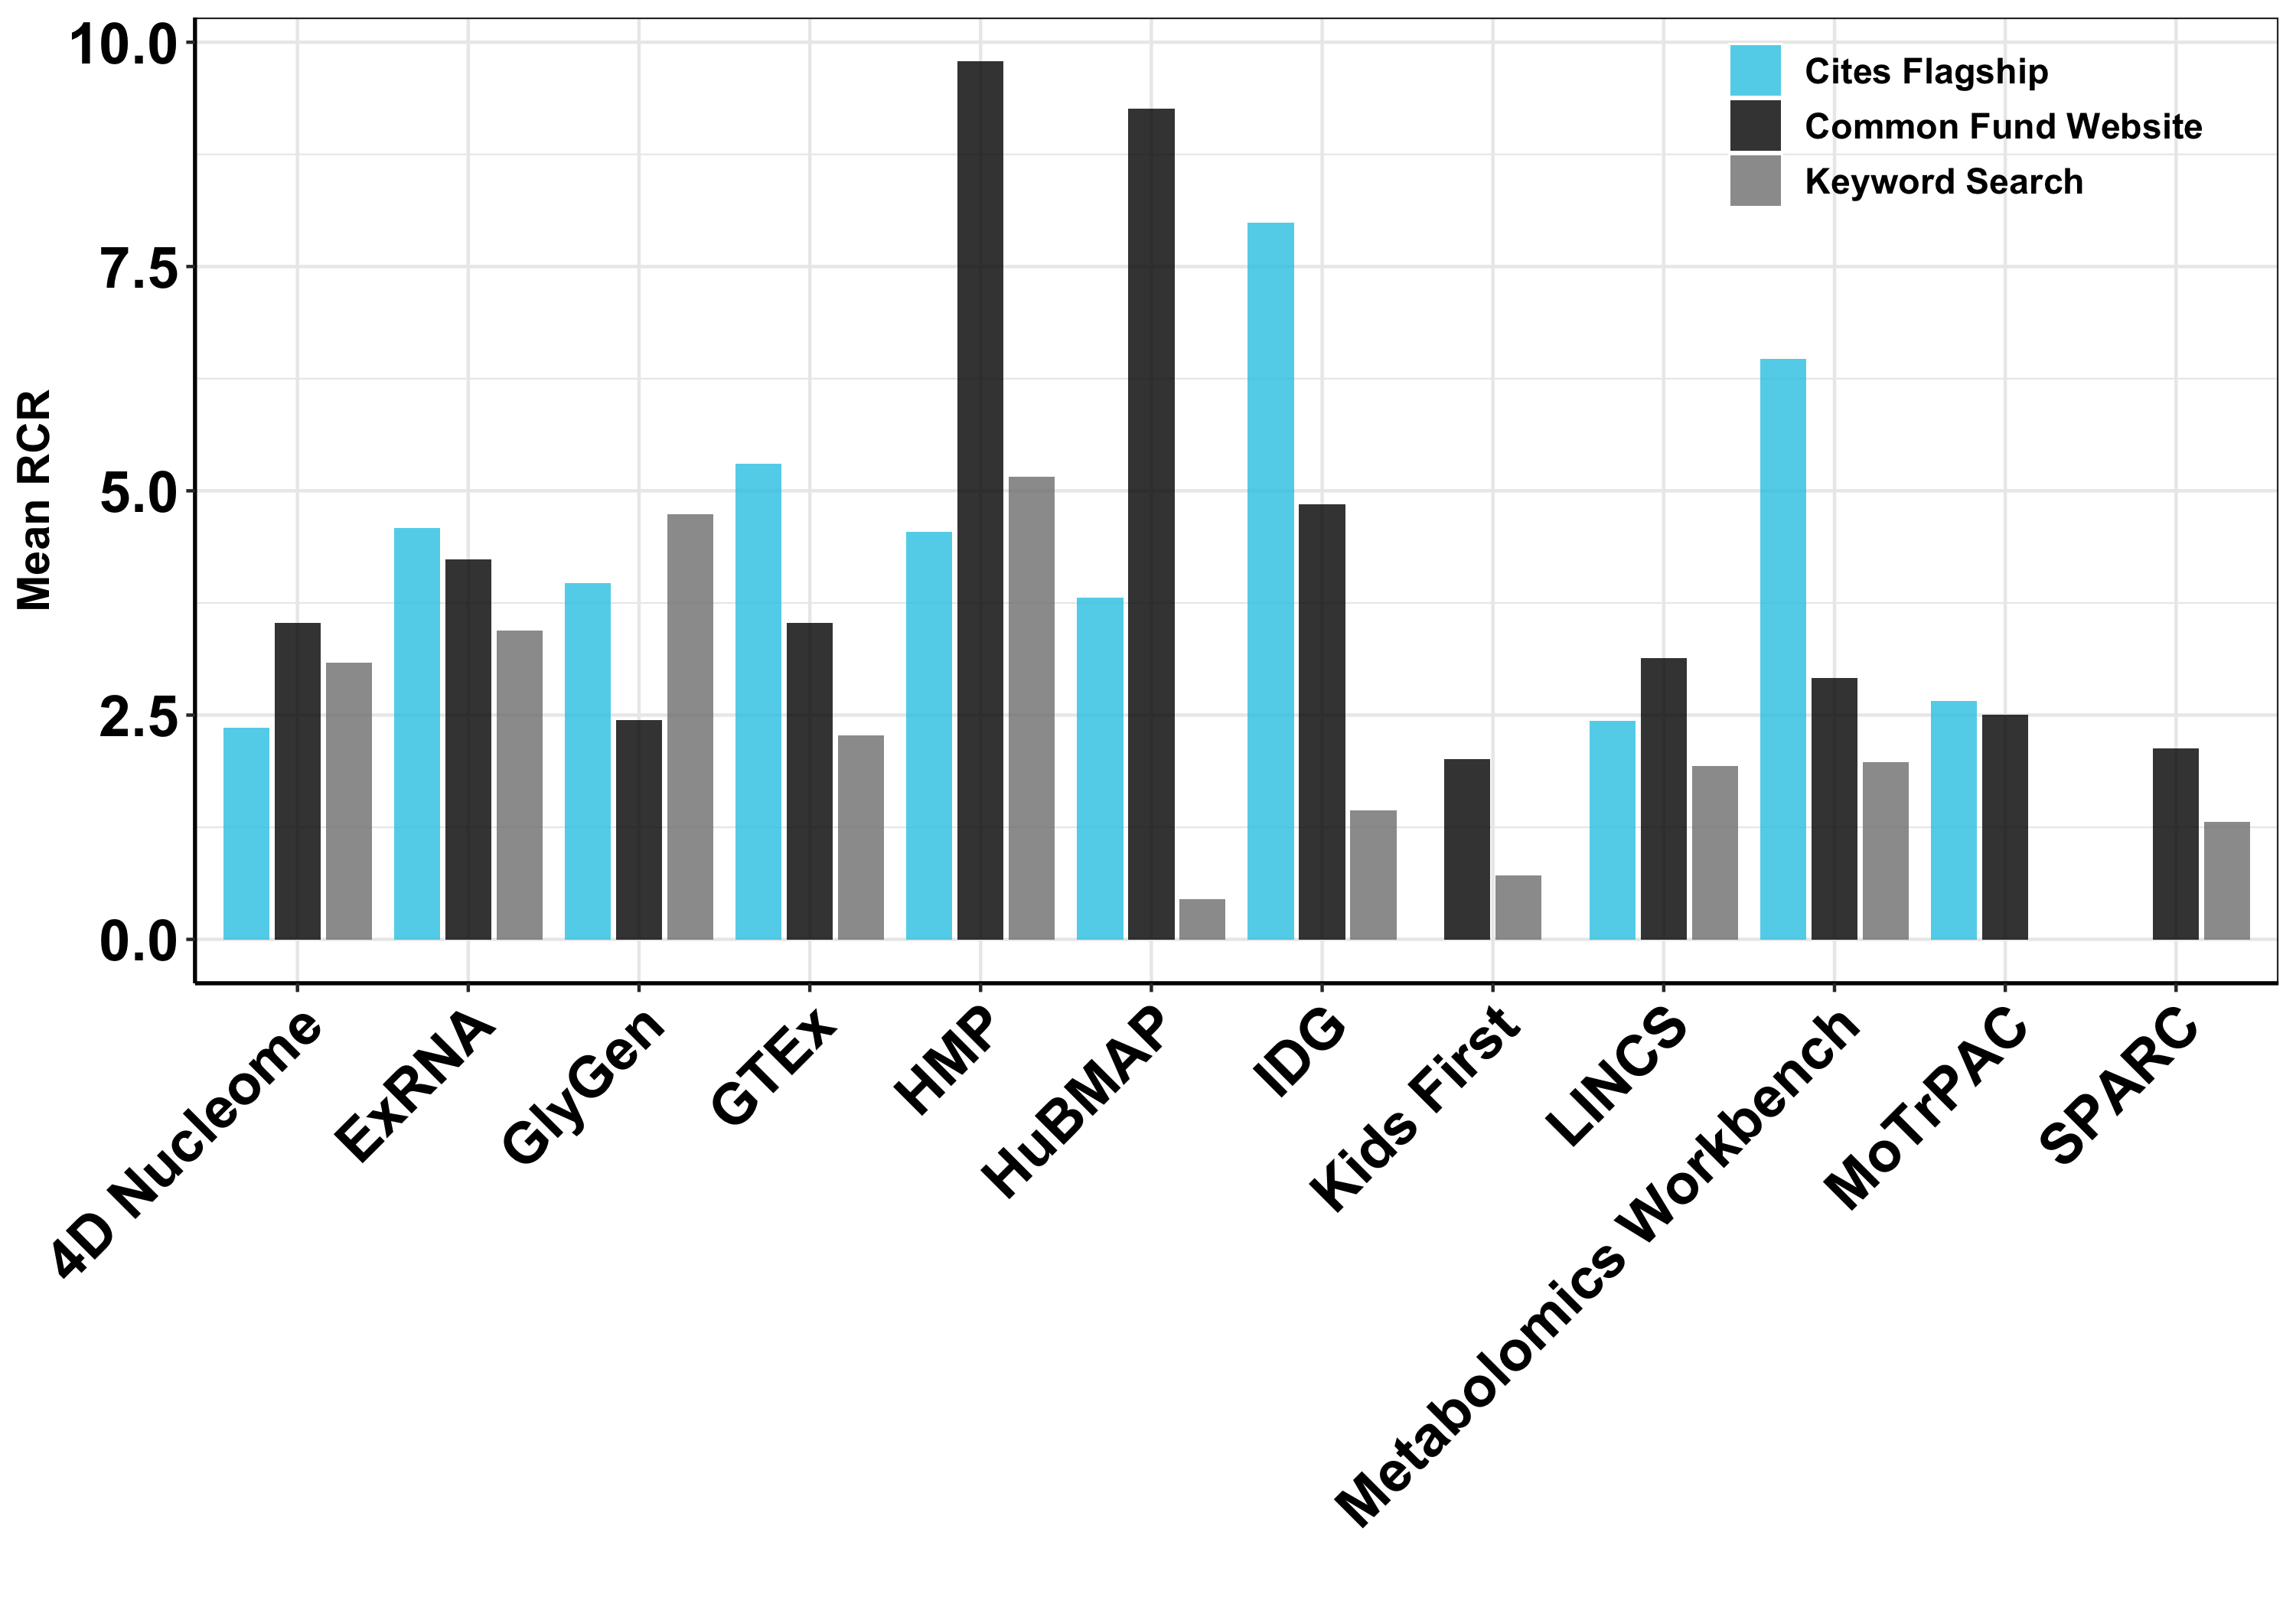 10.0
7.5
5.0
2.5
0.0
Mean RCR
Cites Flagship
Common Fund Website
Keyword Search
4D Nucleome
ExRNA
GlyGen
GTEx
HMP
HuBMAP
IDG
Kids First
LINCS
Metabolomics Workbench
MoTrPAC
SPARC